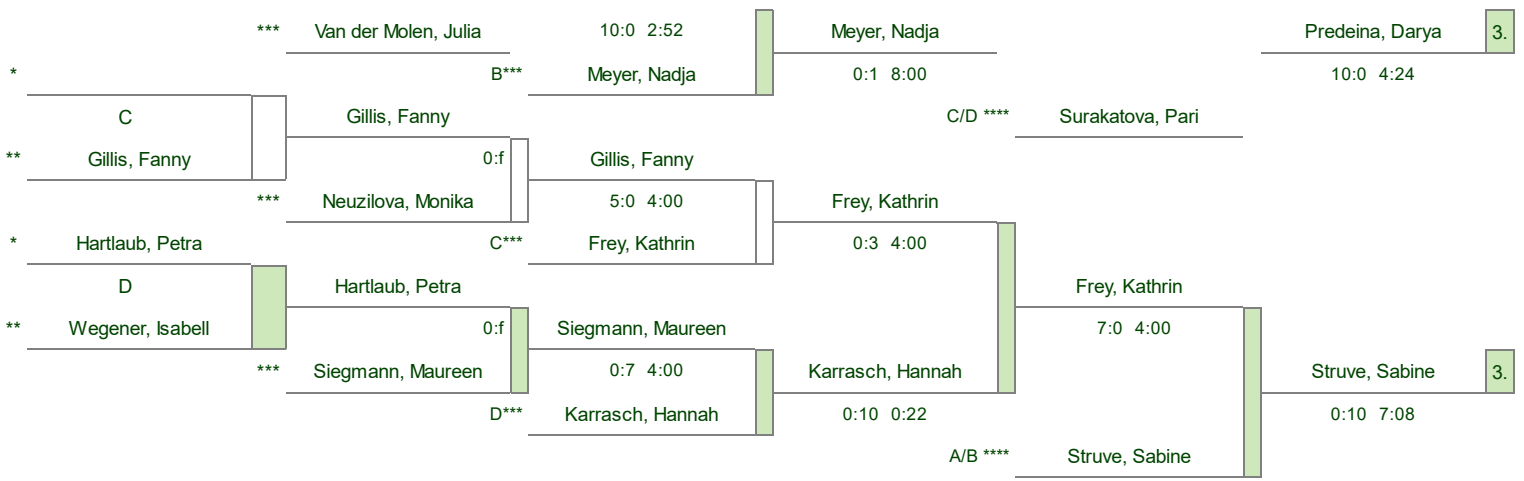 *** Van der Molen, Julia 10:0 2:52 Meyer, Nadja Predeina, Darya 3.
* B*** Meyer, Nadja 0:1 8:00 10:0 4:24
C Gillis, Fanny C/D **** Surakatova, Pari
** Gillis, Fanny 0:f Gillis, Fanny
*** Neuzilova, Monika 5:0 4:00 Frey, Kathrin
* Hartlaub, Petra C*** Frey, Kathrin 0:3 4:00
D Hartlaub, Petra Frey, Kathrin
** Wegener, Isabell 0:f Siegmann, Maureen 7:0 4:00
*** Siegmann, Maureen 0:7 4:00 Karrasch, Hannah Struve, Sabine 3.
D*** Karrasch, Hannah 0:10 0:22 0:10 7:08
A/B **** Struve, Sabine